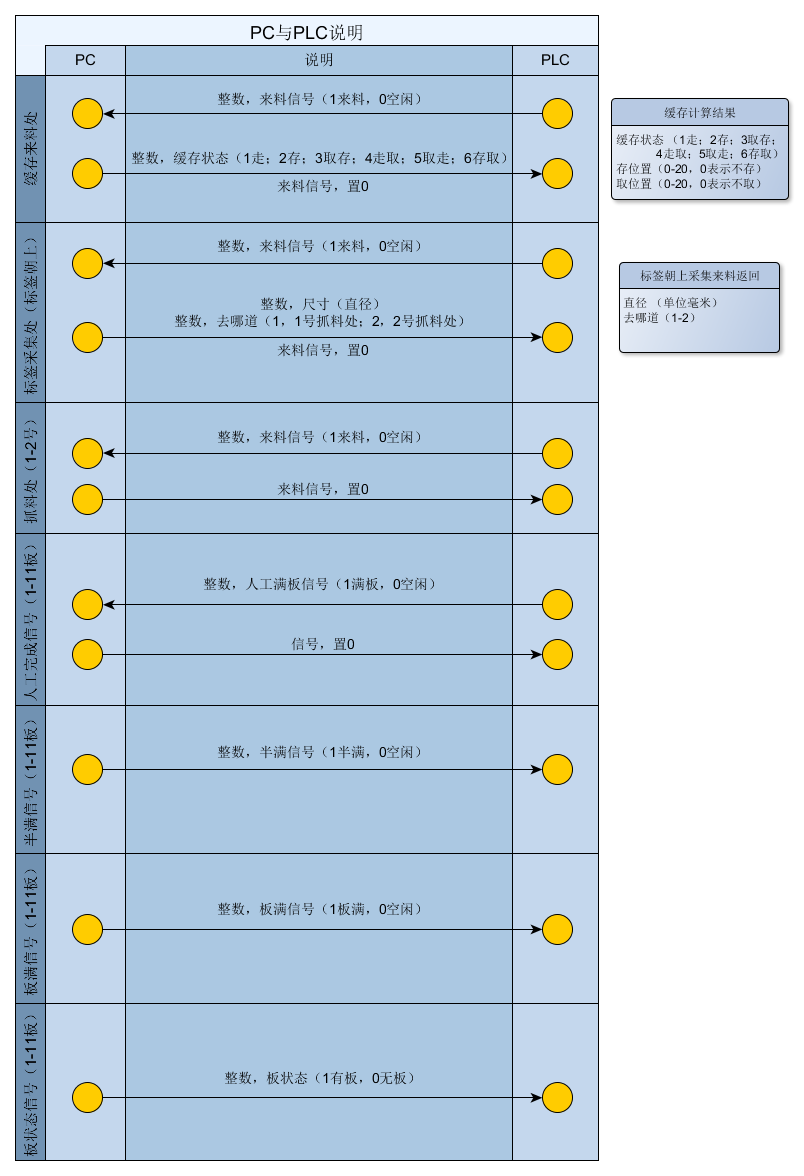 PC与PLC说明
PC
说明
PLC
缓存来料处
整数，来料信号（1来料，0空闲）
整数，缓存状态（1走；2存；3取存；4走取；5取走；6存取）
来料信号，置0
标签采集处（标签朝上）
整数，来料信号（1来料，0空闲）
整数，尺寸（直径）
整数，去哪道（1，1号抓料处；2，2号抓料处）
来料信号，置0
抓料处（1-2号）
整数，来料信号（1来料，0空闲）
来料信号，置0
人工完成信号（1-11板）
整数，人工满板信号（1满板，0空闲）
信号，置0
半满信号（1-11板）
整数，半满信号（1半满，0空闲）
板满信号（1-11板）
整数，板满信号（1板满，0空闲）
板状态信号（1-11板）
整数，板状态（1有板，0无板）
缓存计算结果
缓存状态 （1走；2存；3取存；
4走取；5取走；6存取）
存位置（0-20，0表示不存）
取位置（0-20，0表示不取）
标签朝上采集来料返回
直径 （单位毫米）
去哪道（1-2）